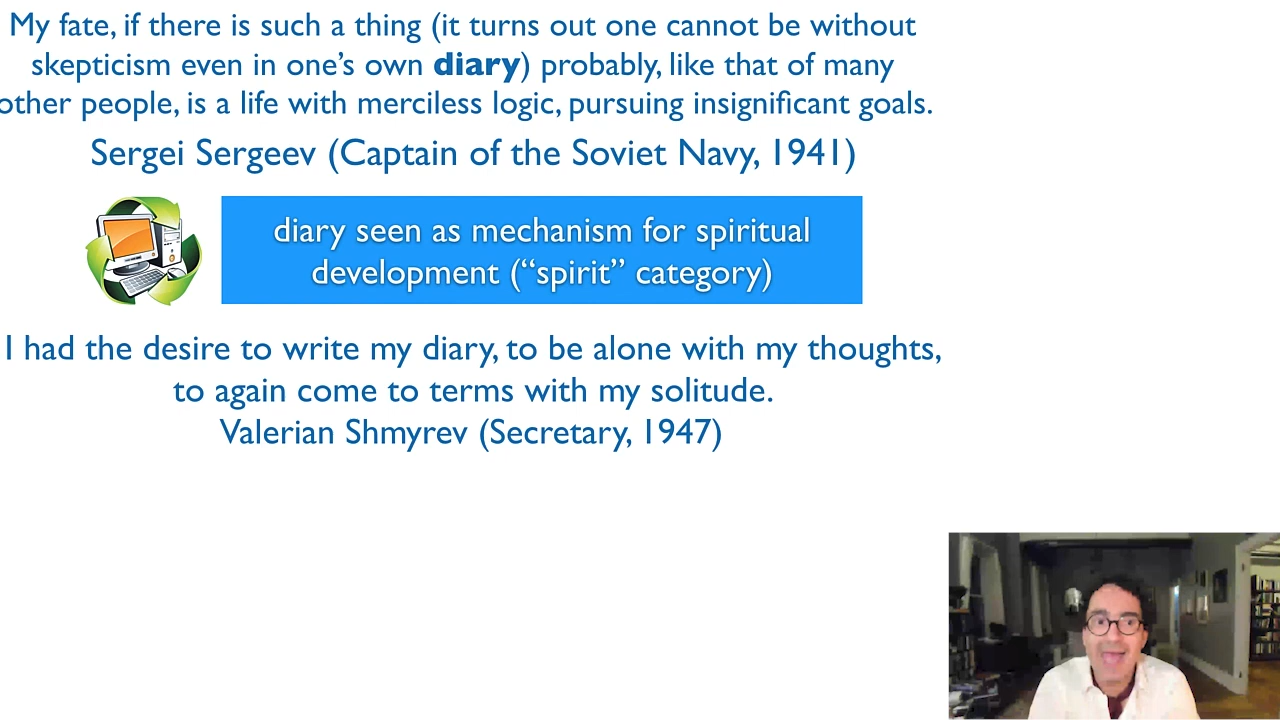 My fate, if there is such a thing (it turns out one cannot be without
skepticism even in one’s own diary) probably, like that of many
other people, is a life with merciless logic, pursuing insignificant goals.
Sergei Sergeev (Captain of the Soviet Navy, 1941)
diary seen as mechanism for spiritual
development (“spirit” category)
I had the desire to write my diary, to be alone with my thoughts,
to again come to terms with my solitude.
Valerian Shmyrev (Secretary, 1947)